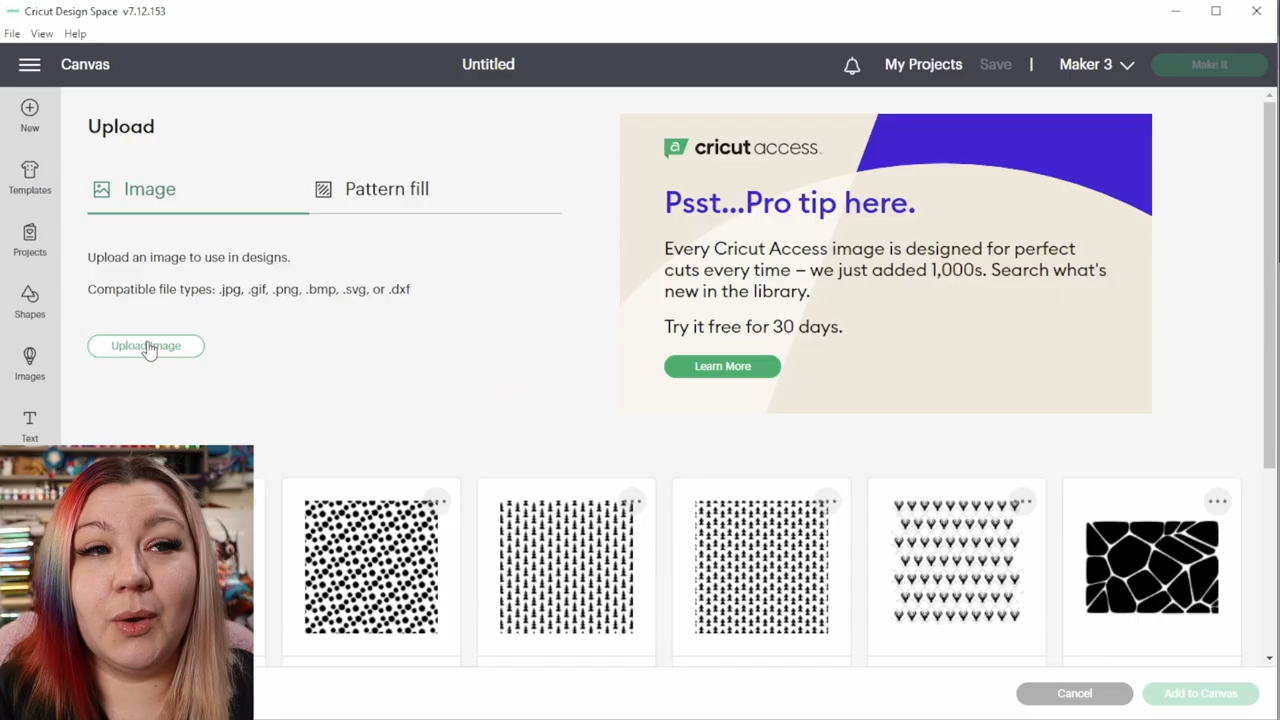 Cricut Design Space v7.12.153
File View Help
Canvas
Untitled
My Projects Save | Maker 3 Make It
New
Templates
Projects
Shapes
Images
Text
Upload
Image
Pattern fill
Upload an image to use in designs.
Compatible file types: .jpg, .gif, .png, .bmp, .svg, or .dxf
Upload Image
cricut access.
Psst...Pro tip here.
Every Cricut Access image is designed for perfect
cuts every time – we just added 1,000s. Search what's
new in the library.
Try it free for 30 days.
Learn More
Cancel
Add to Canvas